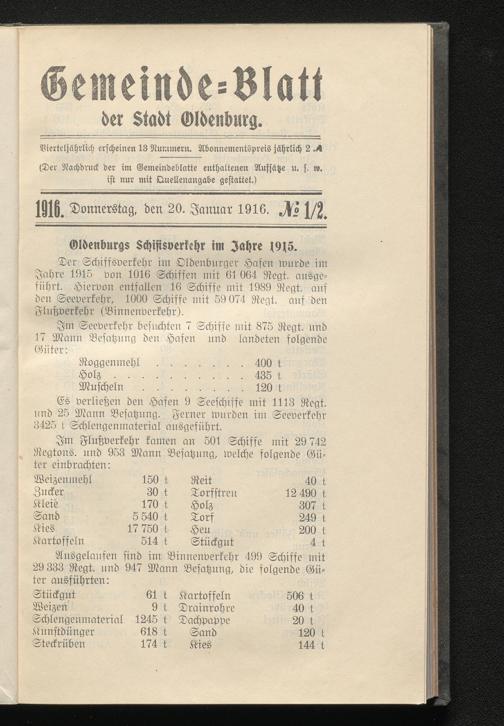 Gemeinde-Blatt
der Stadt Oldenburg.
Vierteljährlich erscheinen 13 Nummern. Abonnementspreis jährlich 2 ℳ
(Der Nachdruck der im Gemeindeblatte enthaltenen Aufsätze u. s. w.
ist nur mit Quellenangabe gestattet.)
1916. Donnerstag, den 20. Januar 1916. № 1/2.
Oldenburgs Schiffsverkehr im Jahre 1915.
Der Schiffsverkehr im Oldenburger Hafen wurde im
Jahre 1915 von 1016 Schiffen mit 61 064 Regt. ausge-
führt. Hiervon entfallen 16 Schiffe mit 1989 Regt. auf
den Seeverkehr, 1000 Schiffe mit 59 074 Regt. auf den
Flußverkehr (Binnenverkehr).
Im Seeverkehr besuchten 7 Schiffe mit 875 Regt. und
17 Mann Besatzung den Hafen und landeten folgende
Güter:
Roggenmehl . . . . . . . 400 t
Holz . . . . . . . . . . 435 t
Muscheln . . . . . . . . 120 t
Es verließen den Hafen 9 Seeschiffe mit 1113 Regt.
und 25 Mann Besatzung. Ferner wurden im Seeverkehr
3425 t Schlengenmaterial ausgeführt.
Im Flußverkehr kamen an 501 Schiffe mit 29 742
Regtons. und 953 Mann Besatzung, welche folgende Gü-
ter einbrachten:
Weizenmehl 150 t Reit 40 t
Zucker 30 t Torfstreu 12 490 t
Kleie 170 t Holz 307 t
Sand 5 540 t Torf 249 t
Kies 17 750 t Heu 200 t
Kartoffeln 514 t Stückgut 4 t
Ausgelaufen sind im Binnenverkehr 499 Schiffe mit
29 333 Regt. und 947 Mann Besatzung, die folgende Gü-
ter ausführten:
Stückgut 61 t Kartoffeln 506 t
Weizen 9 t Drainrohre 40 t
Schlengenmaterial 1245 t Dachpappe 20 t
Kunstdünger 618 t Sand 120 t
Steckrüben 174 t Kies 144 t